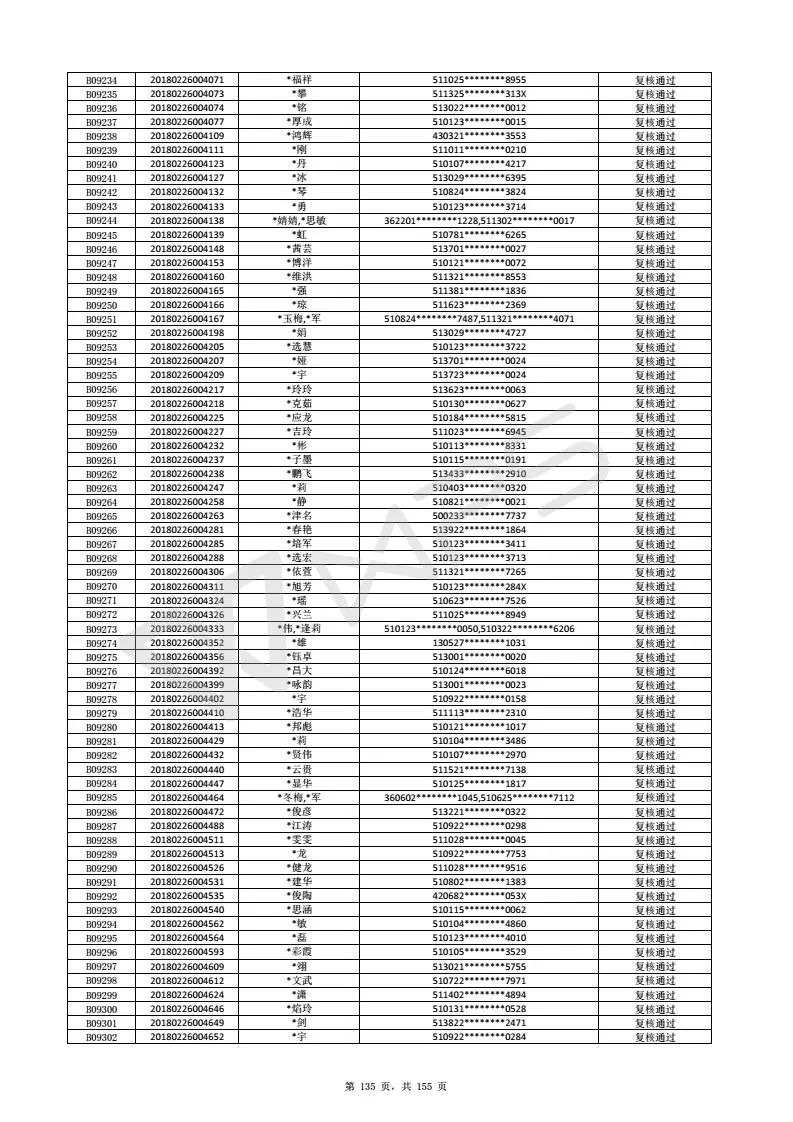 B09234 20180226004071 *福祥 511025********8955 复核通过
B09235 20180226004073 *攀 511325********313X 复核通过
B09236 20180226004074 *铭 513022********0012 复核通过
B09237 20180226004077 *厚成 510123********0015 复核通过
B09238 20180226004109 *鸿辉 430321********3553 复核通过
B09239 20180226004111 *刚 511011********0210 复核通过
B09240 20180226004123 *丹 510107********4217 复核通过
B09241 20180226004127 *冰 513029********6395 复核通过
B09242 20180226004132 *琴 510824********3824 复核通过
B09243 20180226004133 *勇 510123********3714 复核通过
B09244 20180226004138 *婧婧,*思敏 362201********1228,511302********0017 复核通过
B09245 20180226004139 *虹 510781********6265 复核通过
B09246 20180226004148 *茜芸 513701********0027 复核通过
B09247 20180226004153 *博洋 510121********0072 复核通过
B09248 20180226004160 *维洪 511321********8553 复核通过
B09249 20180226004165 *强 511381********1836 复核通过
B09250 20180226004166 *琼 511623********2369 复核通过
B09251 20180226004167 *玉梅,*军 510824********7487,511321********4071 复核通过
B09252 20180226004198 *娟 513029********4727 复核通过
B09253 20180226004205 *选慧 510123********3722 复核通过
B09254 20180226004207 *娅 513701********0024 复核通过
B09255 20180226004209 *宇 513723********0024 复核通过
B09256 20180226004217 *玲玲 513623********0063 复核通过
B09257 20180226004218 *克茹 510130********0627 复核通过
B09258 20180226004225 *应龙 510184********5815 复核通过
B09259 20180226004227 *吉玲 511023********6945 复核通过
B09260 20180226004232 *彬 510113********8331 复核通过
B09261 20180226004237 *子墨 510115********0191 复核通过
B09262 20180226004238 *鹏飞 513433********2910 复核通过
B09263 20180226004247 *莉 510403********0320 复核通过
B09264 20180226004258 *静 510821********0021 复核通过
B09265 20180226004263 *津名 500233********7737 复核通过
B09266 20180226004281 *春艳 513922********1864 复核通过
B09267 20180226004285 *培军 510123********3411 复核通过
B09268 20180226004288 *选宏 510123********3713 复核通过
B09269 20180226004306 *依萱 511321********7265 复核通过
B09270 20180226004311 *旭芳 510123********284X 复核通过
B09271 20180226004324 *瑶 510623********7526 复核通过
B09272 20180226004326 *兴兰 511025********8949 复核通过
B09273 20180226004333 *伟,*逢莉 510123********0050,510322********6206 复核通过
B09274 20180226004352 *雄 130527********1031 复核通过
B09275 20180226004356 *钰卓 513001********0020 复核通过
B09276 20180226004392 *昌大 510124********6018 复核通过
B09277 20180226004399 *咏韵 513001********0023 复核通过
B09278 20180226004402 *宇 510922********0158 复核通过
B09279 20180226004410 *浩华 511113********2310 复核通过
B09280 20180226004413 *邦彪 510121********1017 复核通过
B09281 20180226004429 *莉 510104********3486 复核通过
B09282 20180226004432 *贤伟 510107********2970 复核通过
B09283 20180226004440 *云贵 511521********7138 复核通过
B09284 20180226004447 *显华 510125********1817 复核通过
B09285 20180226004464 *冬梅,*军 360602********1045,510625********7112 复核通过
B09286 20180226004472 *俊彦 513221********0322 复核通过
B09287 20180226004488 *江涛 510922********0298 复核通过
B09288 20180226004511 *雯雯 511028********0045 复核通过
B09289 20180226004513 *龙 510922********7753 复核通过
B09290 20180226004526 *健龙 511028********9516 复核通过
B09291 20180226004531 *建华 510802********1383 复核通过
B09292 20180226004535 *俊陶 420682********053X 复核通过
B09293 20180226004540 *思涵 510115********0062 复核通过
B09294 20180226004562 *敏 510104********4860 复核通过
B09295 20180226004564 *磊 510123********4010 复核通过
B09296 20180226004593 *彩霞 510105********3529 复核通过
B09297 20180226004609 *翊 513021********5755 复核通过
B09298 20180226004612 *文武 510722********7971 复核通过
B09299 20180226004624 *潇 511402********4894 复核通过
B09300 20180226004646 *焰玲 510131********0528 复核通过
B09301 20180226004649 *剑 513822********2471 复核通过
B09302 20180226004652 *宇 510922********0284 复核通过
第 135 页，共 155 页